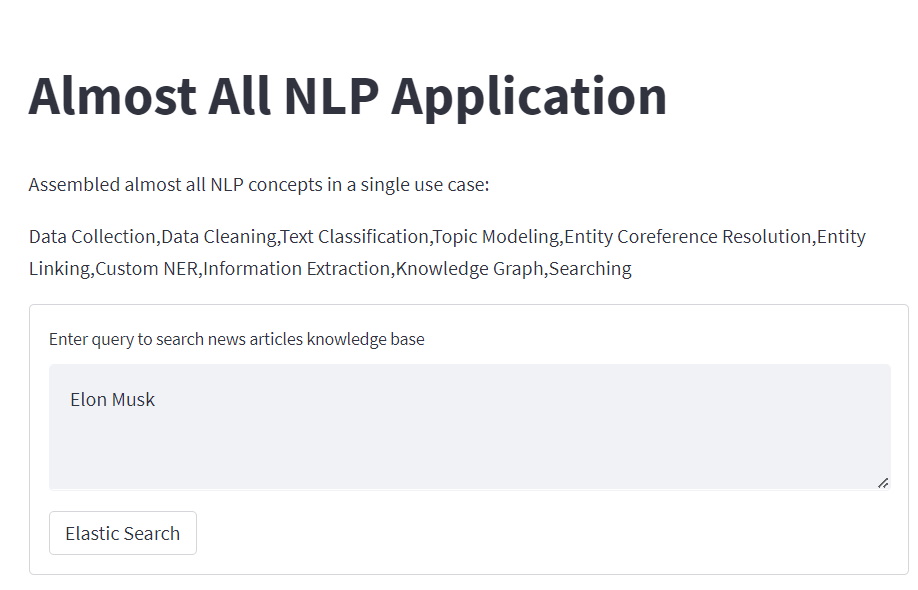 Almost All NLP Application
Assembled almost all NLP concepts in a single use case:
Data Collection,Data Cleaning,Text Classification,Topic Modeling,Entity Coreference Resolution,Entity
Linking,Custom NER,Information Extraction,Knowledge Graph,Searching
Enter query to search news articles knowledge base
Elon Musk
Elastic Search